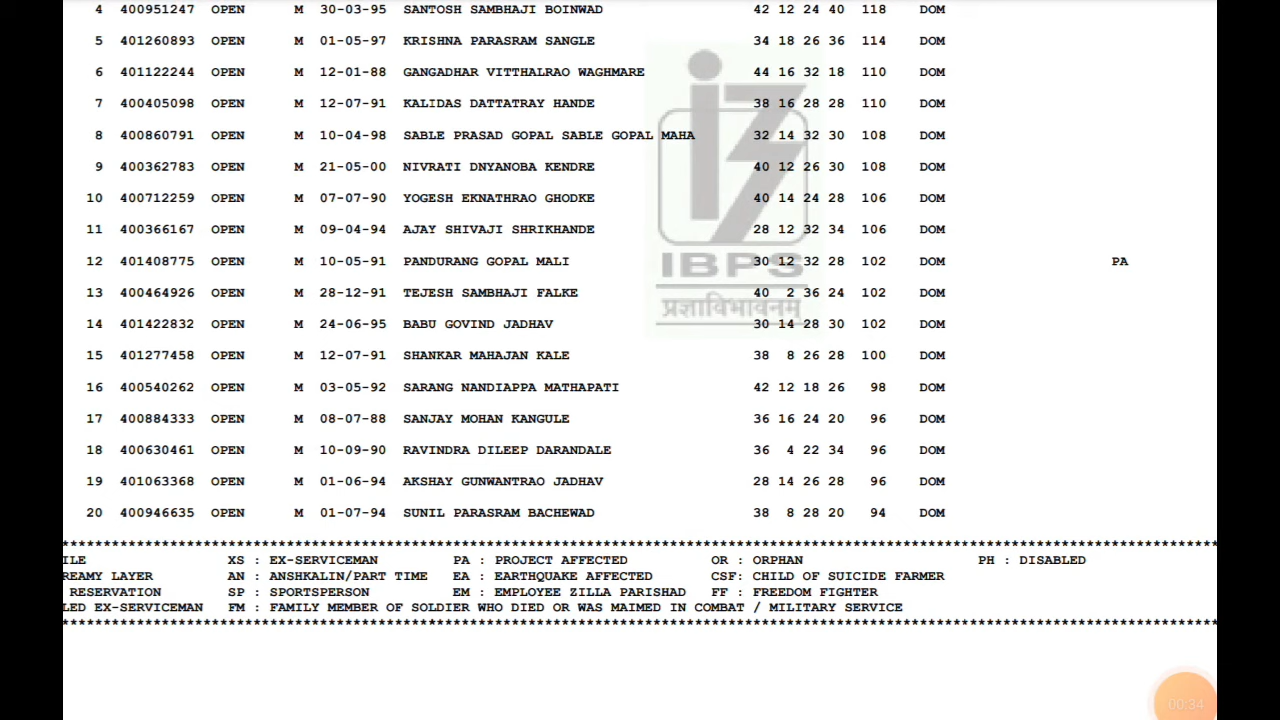 4 400951247 OPEN M 30-03-95 SANTOSH SAMBHAJI BOINWAD 42 12 24 40 118 DOM
5 401260893 OPEN M 01-05-97 KRISHNA PARASRAM SANGLE 34 18 26 36 114 DOM
6 401122244 OPEN M 12-01-88 GANGADHAR VITTHALRAO WAGHMARE 44 16 32 18 110 DOM
7 400405098 OPEN M 12-07-91 KALIDAS DATTATRAY HANDE 38 16 28 28 110 DOM
8 400860791 OPEN M 10-04-98 SABLE PRASAD GOPAL SABLE GOPAL MAHA 32 14 32 30 108 DOM
9 400362783 OPEN M 21-05-00 NIVRATI DNYANOBA KENDRE 40 12 26 30 108 DOM
10 400712259 OPEN M 07-07-90 YOGESH EKNATHRAO GHODKE 40 14 24 28 106 DOM
11 400366167 OPEN M 09-04-94 AJAY SHIVAJI SHRIKHANDE 28 12 32 34 106 DOM
12 401408775 OPEN M 10-05-91 PANDURANG GOPAL MALI 30 12 32 28 102 DOM PA
IBPS
13 400464926 OPEN M 28-12-91 TEJESH SAMBHAJI FALKE 40 2 36 24 102 DOM
प्रज्ञाविभावनम्
14 401422832 OPEN M 24-06-95 BABU GOVIND JADHAV 30 14 28 30 102 DOM
15 401277458 OPEN M 12-07-91 SHANKAR MAHAJAN KALE 38 8 26 28 100 DOM
16 400540262 OPEN M 03-05-92 SARANG NANDIAPPA MATHAPATI 42 12 18 26 98 DOM
17 400884333 OPEN M 08-07-88 SANJAY MOHAN KANGULE 36 16 24 20 96 DOM
18 400630461 OPEN M 10-09-90 RAVINDRA DILEEP DARANDALE 36 4 22 34 96 DOM
19 401063368 OPEN M 01-06-94 AKSHAY GUNWANTRAO JADHAV 28 14 26 28 96 DOM
20 400946635 OPEN M 01-07-94 SUNIL PARASRAM BACHEWAD 38 8 28 20 94 DOM
ILE XS : EX-SERVICEMAN PA : PROJECT AFFECTED OR : ORPHAN PH : DISABLED
REAMY LAYER AN : ANSHKALIN/PART TIME EA : EARTHQUAKE AFFECTED CSF: CHILD OF SUICIDE FARMER
RESERVATION SP : SPORTSPERSON EM : EMPLOYEE ZILLA PARISHAD FF : FREEDOM FIGHTER
LED EX-SERVICEMAN FM : FAMILY MEMBER OF SOLDIER WHO DIED OR WAS MAIMED IN COMBAT / MILITARY SERVICE
00:34